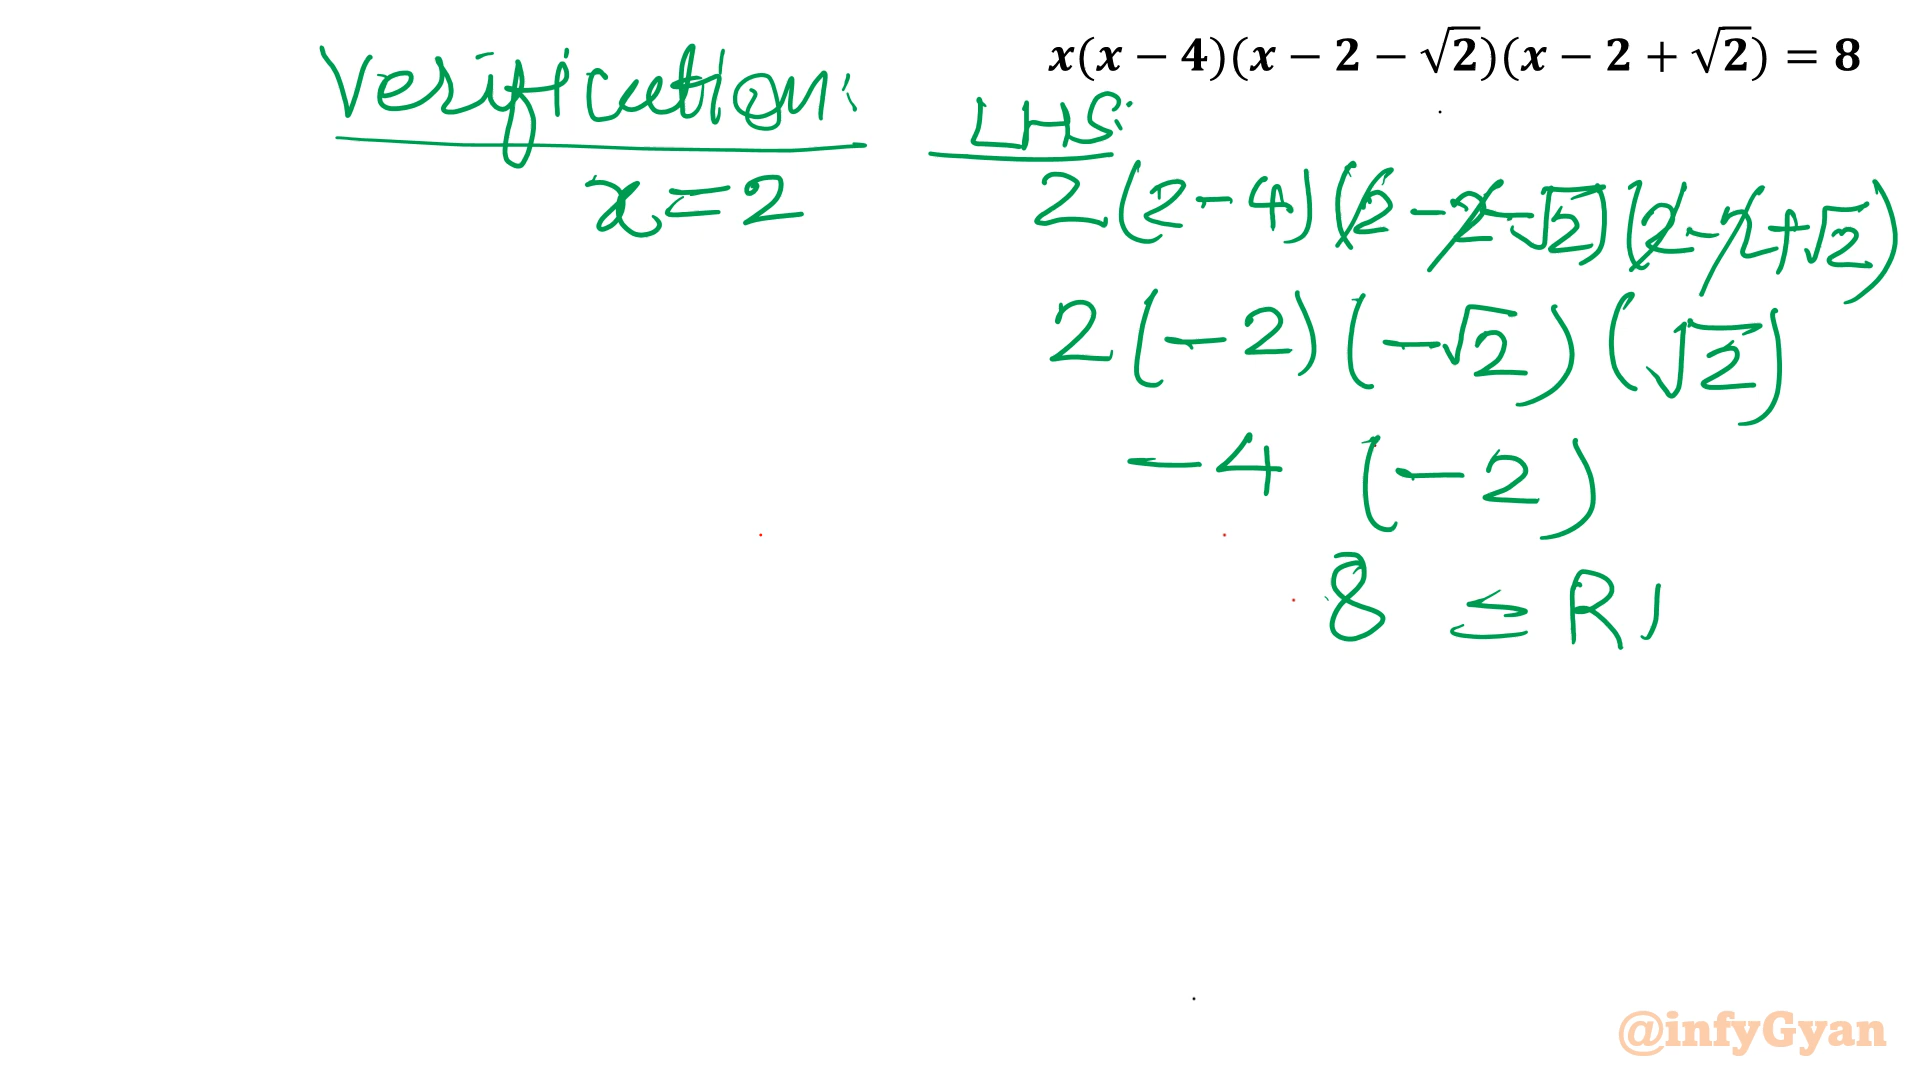 x(x − 4)(x − 2 − √2)(x − 2 + √2) = 8
Verification:
LHS:
x = 2
2(2 − 4)(2 − 2 − √2)(2 − 2 + √2)
2(−2)(−√2)(√2)
−4 (−2)
8 = R
@infyGyan